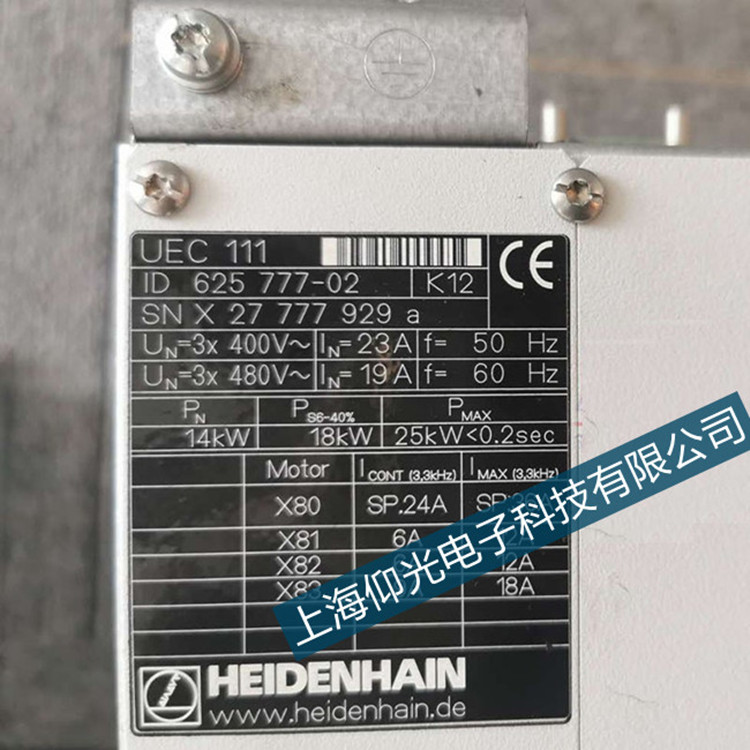 UEC 111
CE
ID 625 777-02 K12
SN X 27 777 929 a
UN=3x 400V~ IN= 23A f= 50 Hz
UN=3x 480V~ IN= 19A f= 60 Hz
PN PS6-40% PMAX
14kW 18kW 25kW<0.2sec
Motor ICONT (3,3kHz) IMAX (3,3kHz)
X80 SP.24A
X81 6A
X82 12A
18A
上海仰光电子科技有限公司
HEIDENHAIN
www.heidenhain.de